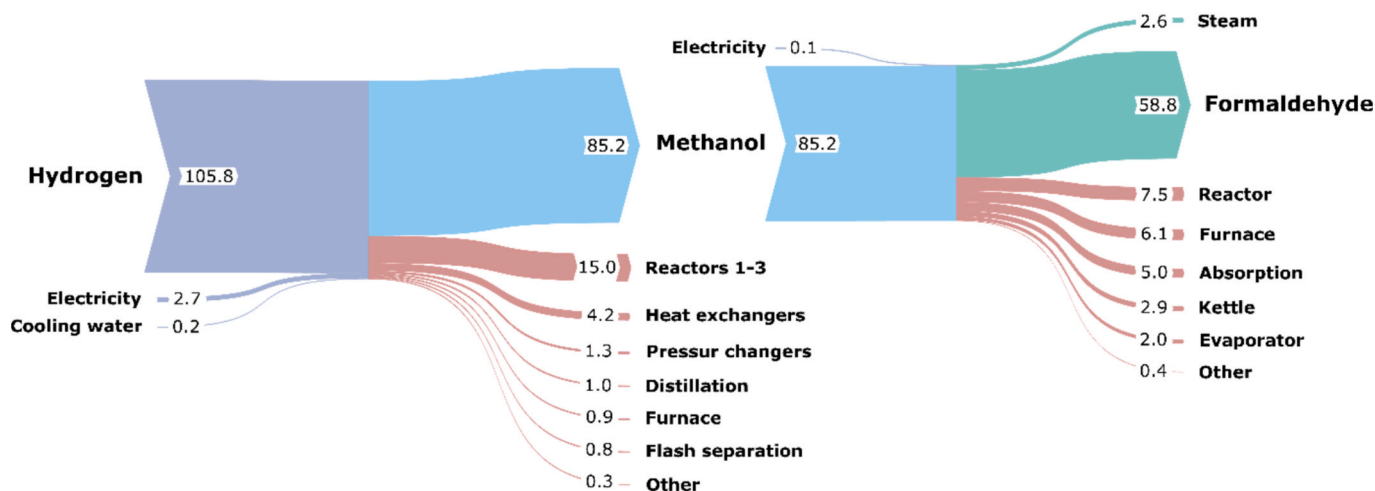 Hydrogen
105.8
Electricity
2.7
Cooling water
0.2
85.2
Methanol
15.0
Reactors 1-3
4.2
Heat exchangers
1.3
Pressur changers
1.0
Distillation
0.9
Furnace
0.8
Flash separation
0.3
Other
Electricity
0.1
85.2
2.6
Steam
58.8
Formaldehyde
7.5
Reactor
6.1
Furnace
5.0
Absorption
2.9
Kettle
2.0
Evaporator
0.4
Other